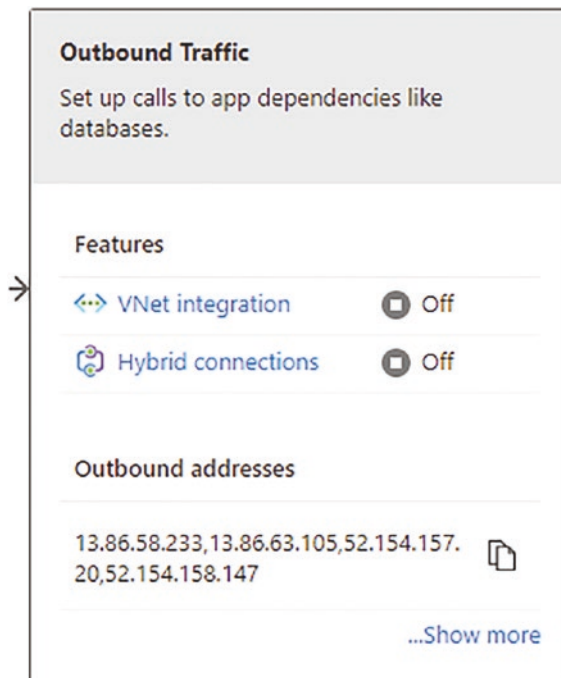 Outbound Traffic
Set up calls to app dependencies like
databases.
Features
VNet integration Off
Hybrid connections Off
Outbound addresses
13.86.58.233,13.86.63.105,52.154.157.
20,52.154.158.147
...Show more